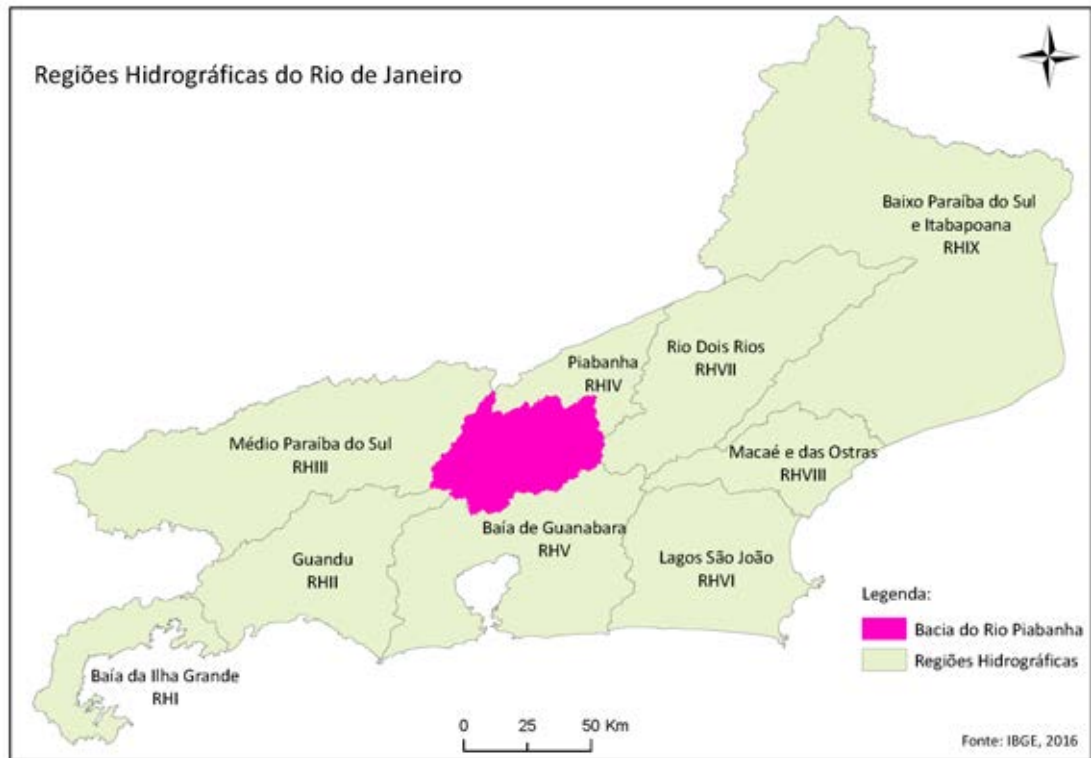 Regiões Hidrográficas do Rio de Janeiro
Baixo Paraíba do Sul
e Itabapoana
RHIX
Rio Dois Rios
RHVII
Piabanha
RHIV
Médio Paraíba do Sul
RHIII
Macaé e das Ostras
RHVIII
Baía de Guanabara
RHV
Guandu
RHII
Lagos São João
RHVI
Baía da Ilha Grande
RHI
Legenda:
Bacia do Rio Piabanha
Regiões Hidrográficas
0 25 50 Km
Fonte: IBGE, 2016